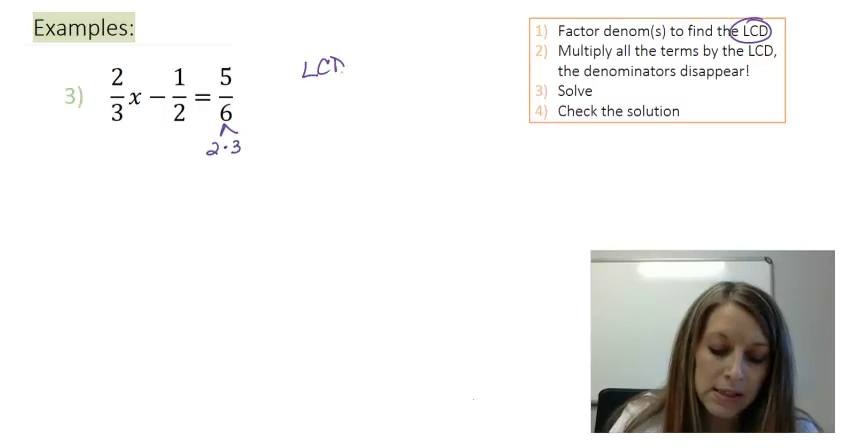 Examples:
3) 2/3 x − 1/2 = 5/6
2 · 3
LCD
1) Factor denom(s) to find the LCD
2) Multiply all the terms by the LCD,
the denominators disappear!
3) Solve
4) Check the solution